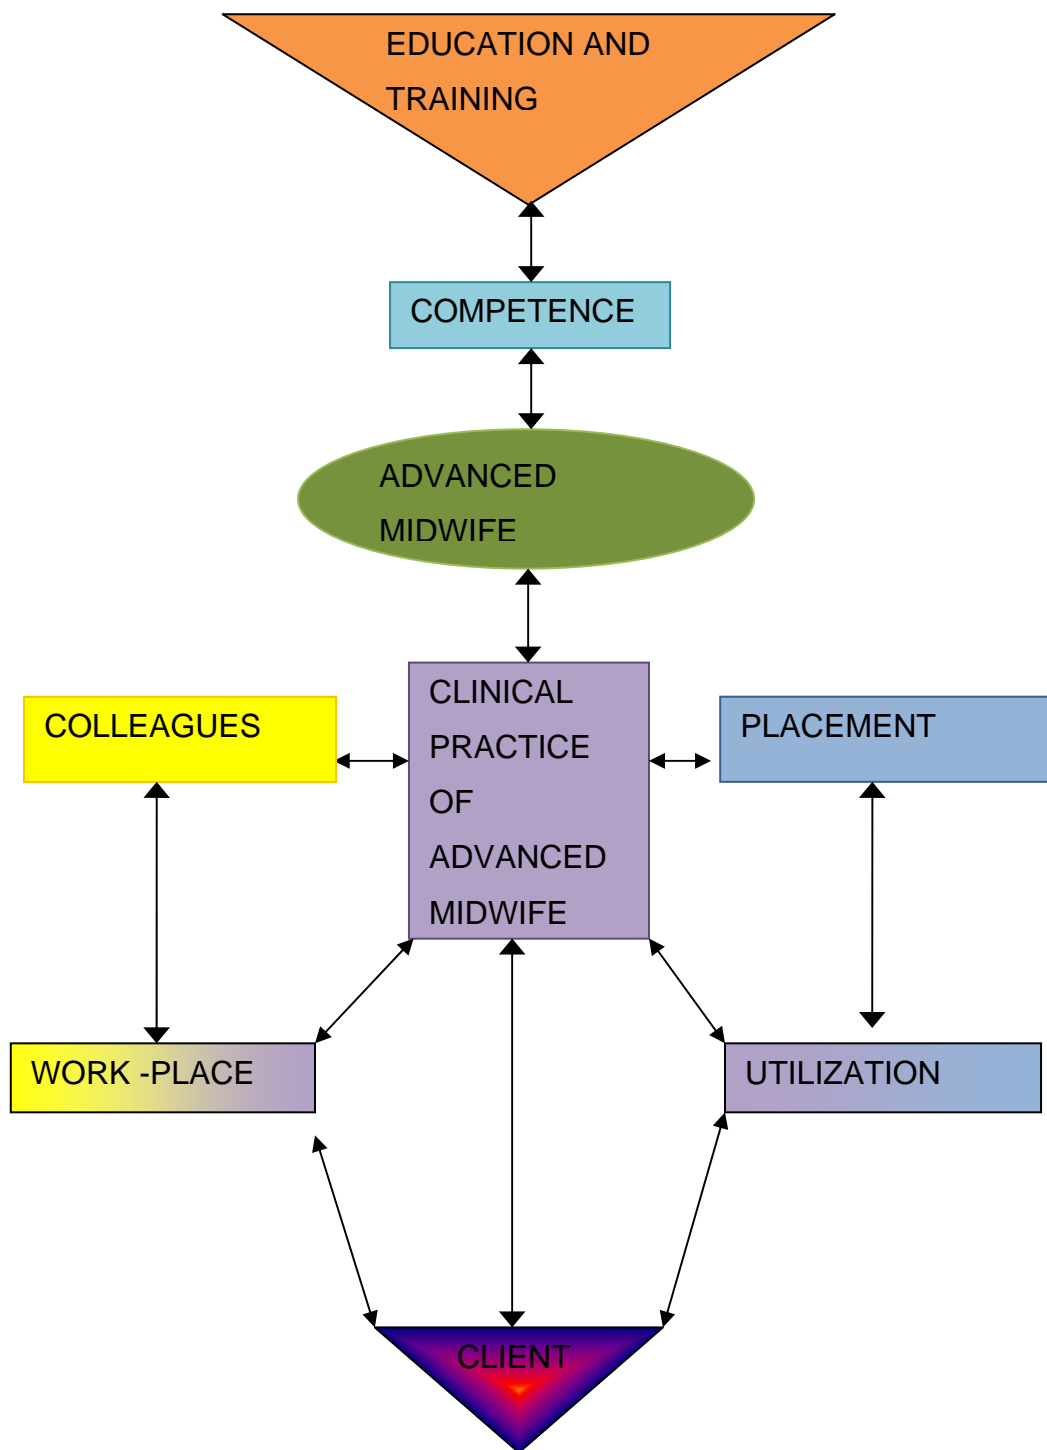 EDUCATION AND
TRAINING
COMPETENCE
ADVANCED
MIDWIFE
CLINICAL
PRACTICE
OF
ADVANCED
MIDWIFE
COLLEAGUES
PLACEMENT
WORK -PLACE
UTILIZATION
CLIENT